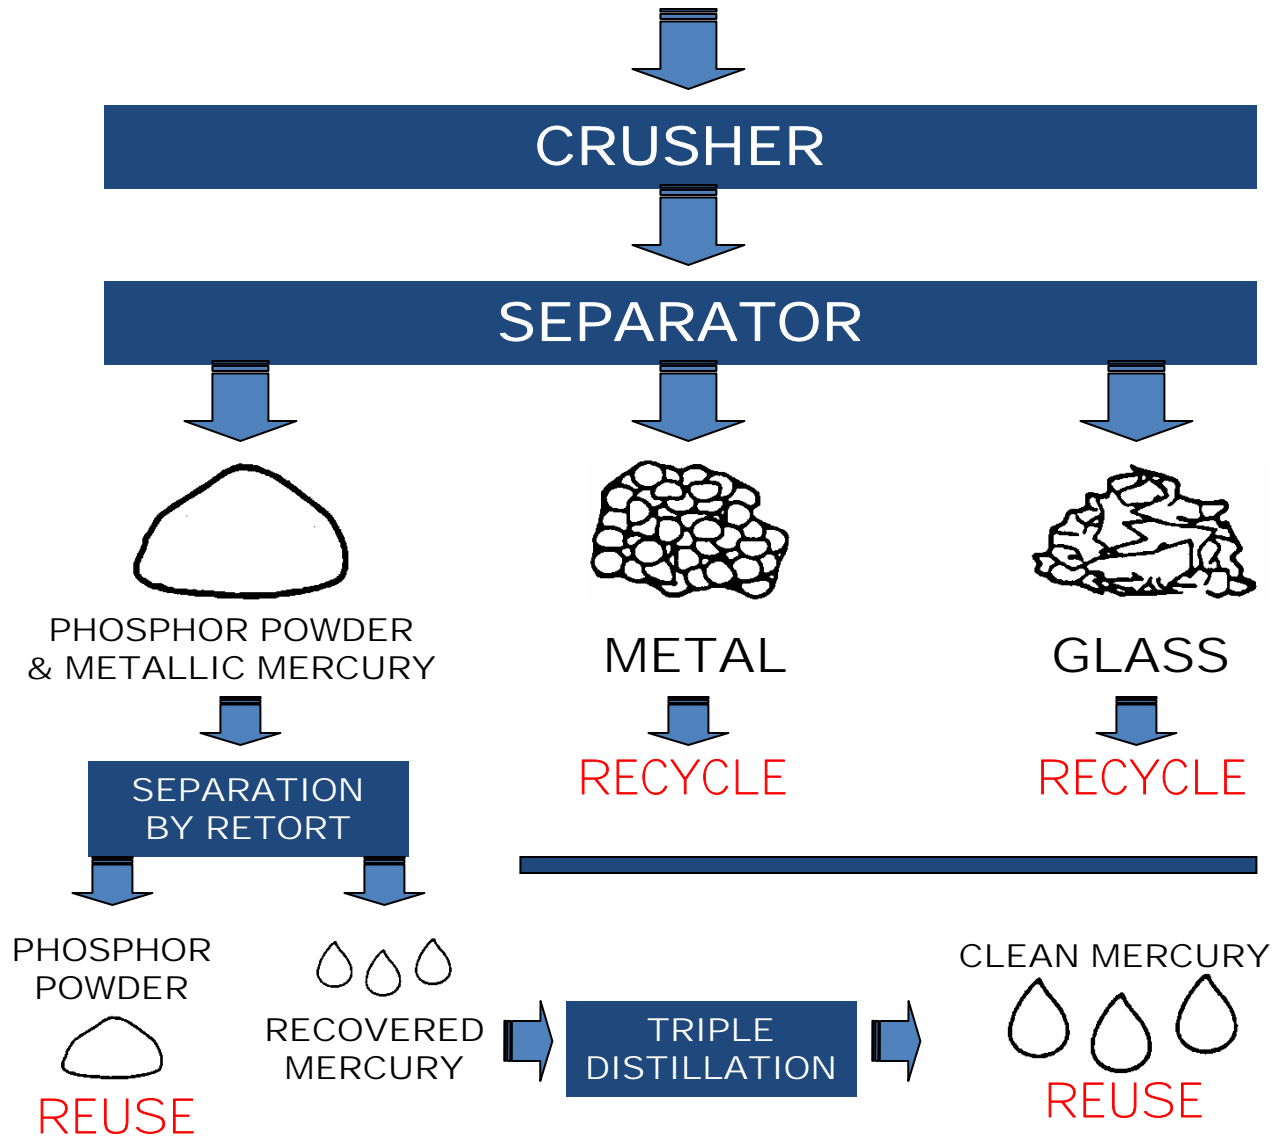 CRUSHER
SEPARATOR
PHOSPHOR POWDER
& METALLIC MERCURY
METAL
GLASS
RECYCLE
RECYCLE
SEPARATION
BY RETORT
PHOSPHOR
POWDER
REUSE
RECOVERED
MERCURY
TRIPLE
DISTILLATION
CLEAN MERCURY
REUSE